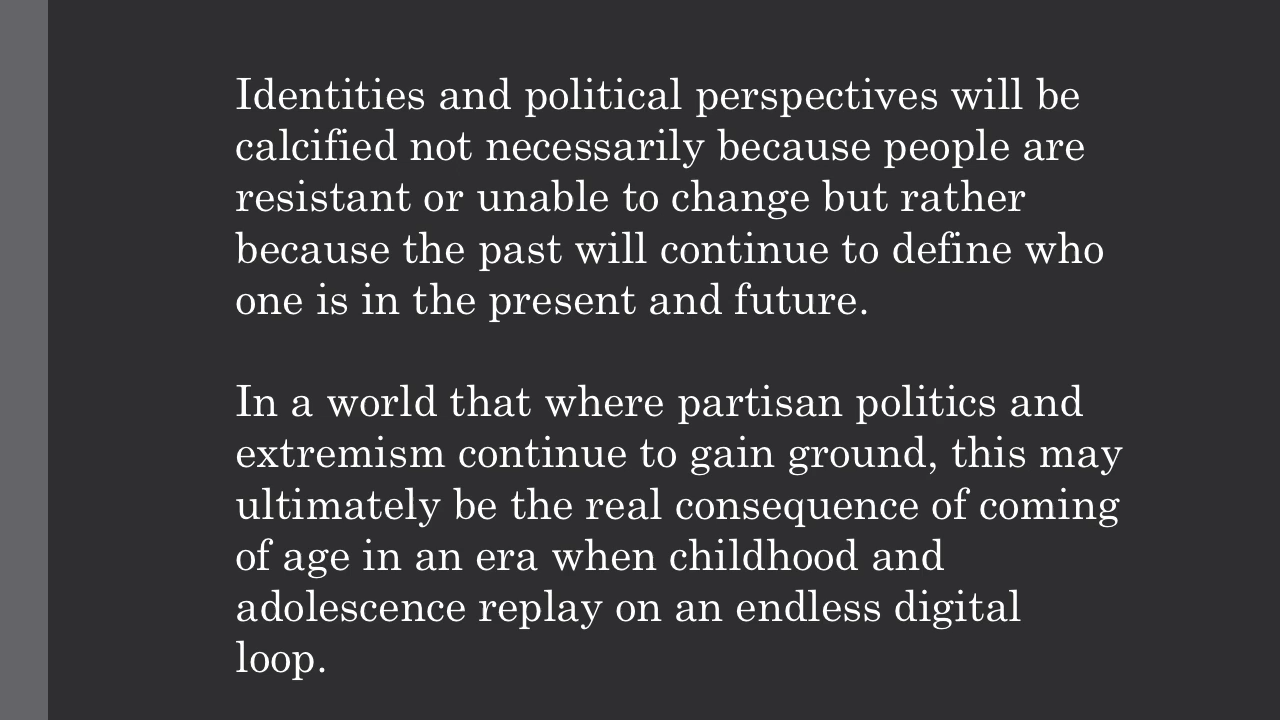 Identities and political perspectives will be
calcified not necessarily because people are
resistant or unable to change but rather
because the past will continue to define who
one is in the present and future.
In a world that where partisan politics and
extremism continue to gain ground, this may
ultimately be the real consequence of coming
of age in an era when childhood and
adolescence replay on an endless digital
loop.